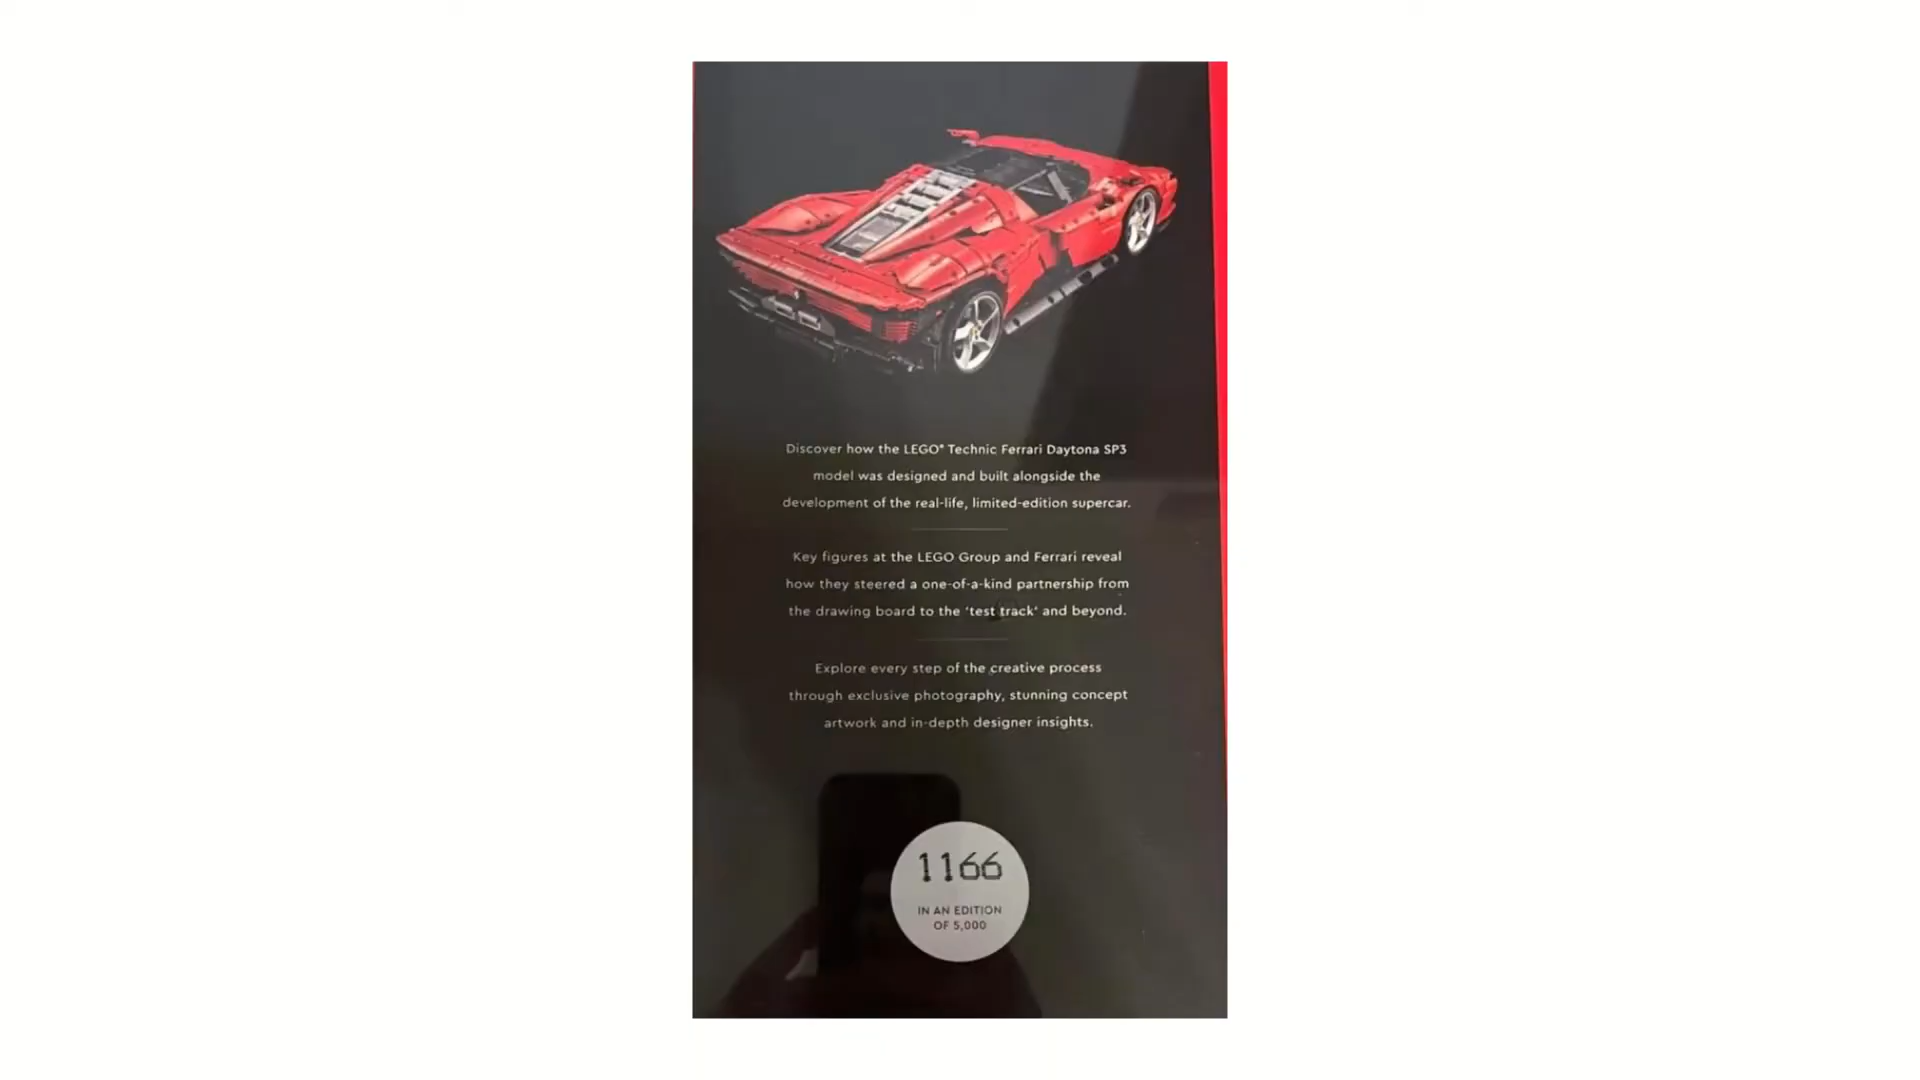 Discover how the LEGO® Technic Ferrari Daytona SP3
model was designed and built alongside the
development of the real-life, limited-edition supercar.
Key figures at the LEGO Group and Ferrari reveal
how they steered a one-of-a-kind partnership from
the drawing board to the 'test track' and beyond.
Explore every step of the creative process
through exclusive photography, stunning concept
artwork and in-depth designer insights.
1166
IN AN EDITION
OF 5,000